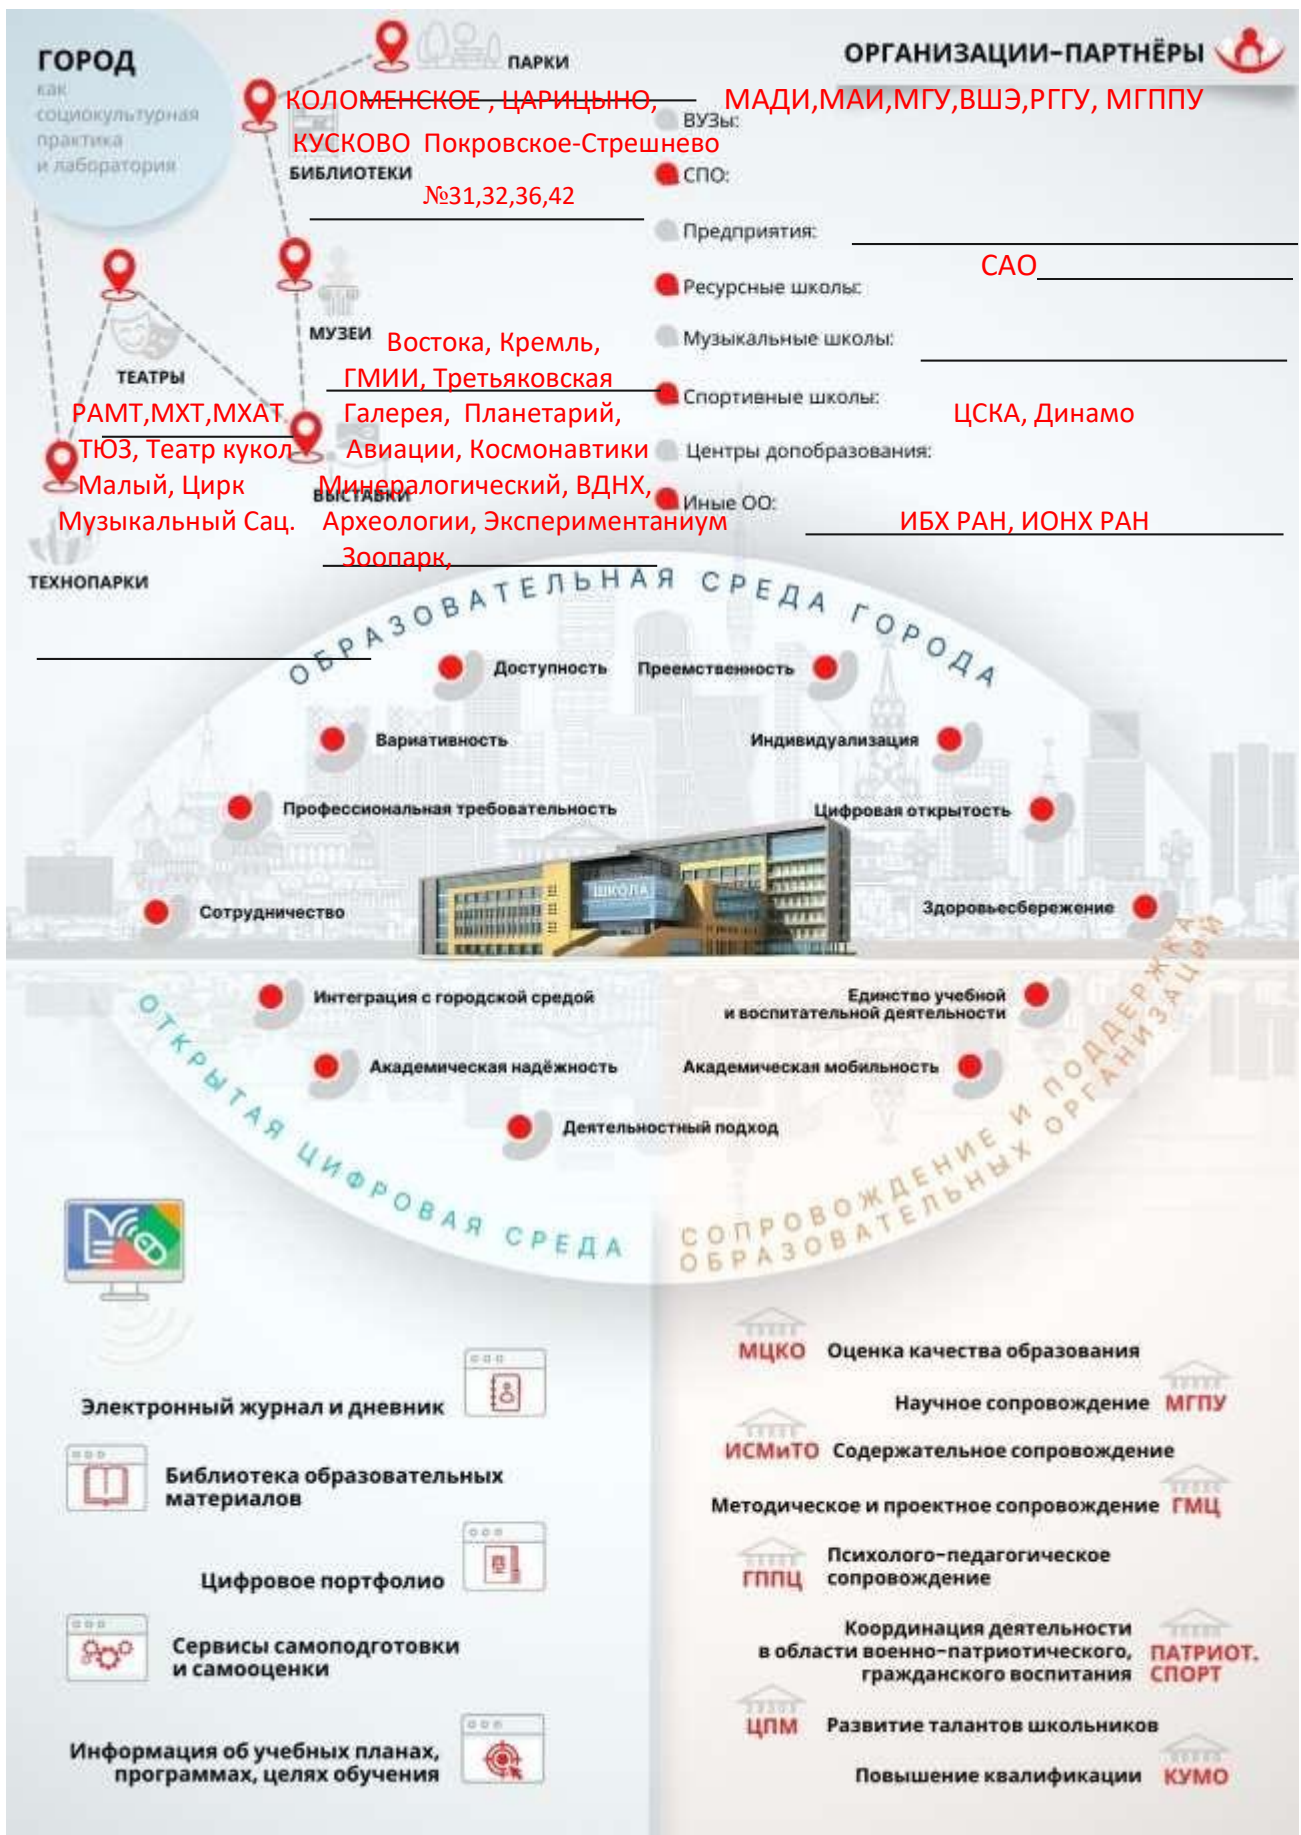 ГОРОД
как
социокультурная
практика
и лаборатория
ПАРКИ
КОЛОМЕНСКОЕ , ЦАРИЦЫНО,
КУСКОВО Покровское-Стрешнево
БИБЛИОТЕКИ
№31,32,36,42
МУЗЕИ
Востока, Кремль,
ГМИИ, Третьяковская
Галерея, Планетарий,
Авиации, Космонавтики
Минералогический, ВДНХ,
ВЫСТАВКИ
Археологии, Экспериментаниум
Зоопарк,
ТЕАТРЫ
РАМТ,МХТ,МХАТ
ТЮЗ, Театр кукол
Малый, Цирк
Музыкальный Сац.
ТЕХНОПАРКИ
ОРГАНИЗАЦИИ-ПАРТНЁРЫ
МАДИ,МАИ,МГУ,ВШЭ,РГГУ, МГППУ
ВУЗы:
СПО:
Предприятия:
САО
Ресурсные школы:
Музыкальные школы:
Спортивные школы:
ЦСКА, Динамо
Центры допобразования:
Иные ОО:
ИБХ РАН, ИОНХ РАН
ОБРАЗОВАТЕЛЬНАЯ СРЕДА ГОРОДА
Доступность
Преемственность
Вариативность
Индивидуализация
Профессиональная требовательность
Цифровая открытость
ШКОЛА
Сотрудничество
Здоровьесбережение
Интеграция с городской средой
Единство учебной
и воспитательной деятельности
Академическая надёжность
Академическая мобильность
Деятельностный подход
ОТКРЫТАЯ ЦИФРОВАЯ СРЕДА
СОПРОВОЖДЕНИЕ И ПОДДЕРЖКА
ОБРАЗОВАТЕЛЬНЫХ ОРГАНИЗАЦИЙ
Электронный журнал и дневник
Библиотека образовательных
материалов
Цифровое портфолио
Сервисы самоподготовки
и самооценки
Информация об учебных планах,
программах, целях обучения
МЦКО Оценка качества образования
Научное сопровождение МГПУ
ИСМиТО Содержательное сопровождение
Методическое и проектное сопровождение ГМЦ
ГППЦ Психолого-педагогическое
сопровождение
Координация деятельности
в области военно-патриотического,
гражданского воспитания
ПАТРИОТ.
СПОРТ
ЦПМ Развитие талантов школьников
Повышение квалификации КУМО